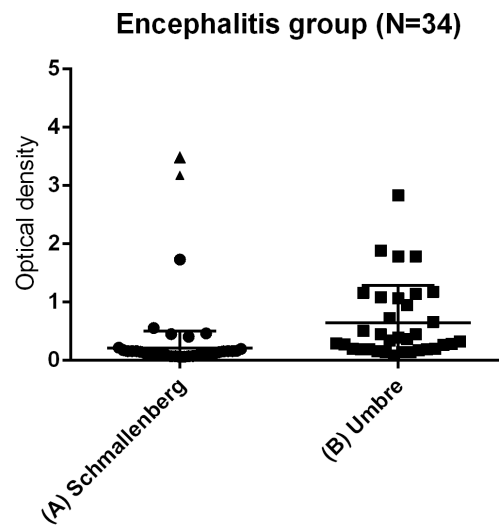 Encephalitis group (N=34)
Optical density
5
4
3
2
1
0
(A) Schmallenberg
(B) Umbre